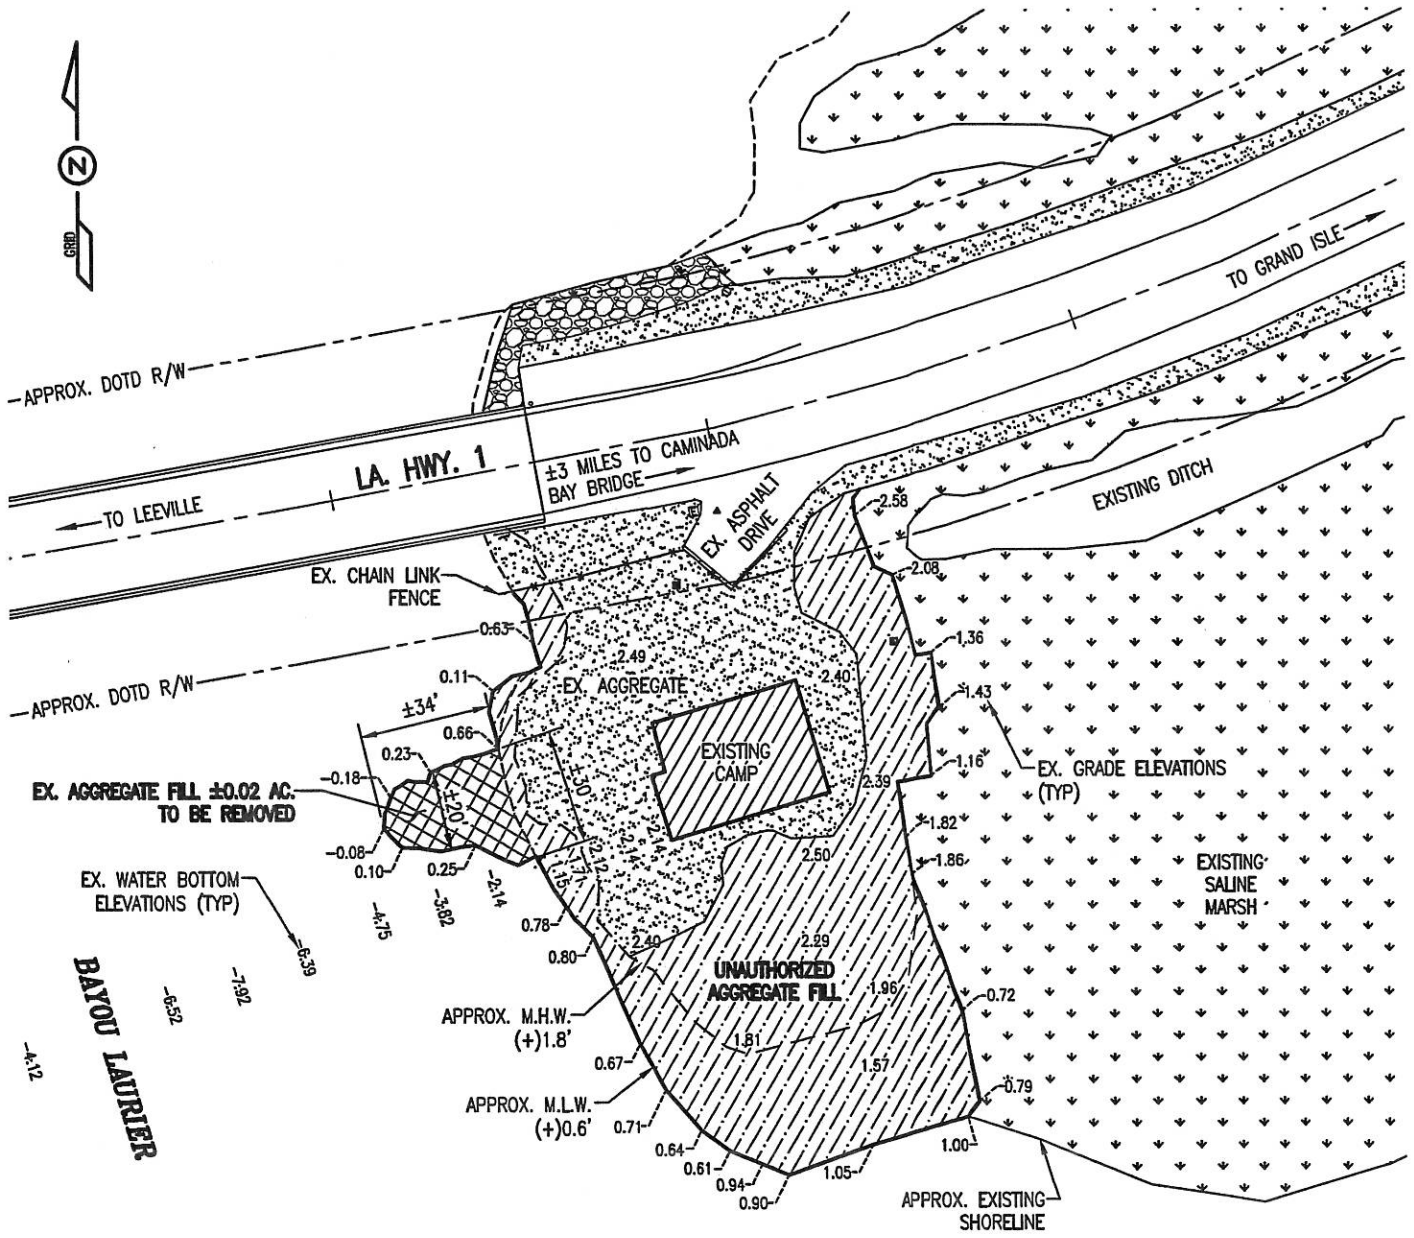 N
GRID
APPROX. DOTD R/W
TO GRAND ISLE
LA. HWY. 1
±3 MILES TO CAMINADA
BAY BRIDGE
TO LEEVILLE
EX. ASPHALT
DRIVE
EXISTING DITCH
2.58
2.08
EX. CHAIN LINK
FENCE
0.63
1.36
2.49
EX. AGGREGATE
2.40
0.11
1.43
APPROX. DOTD R/W
±34'
0.66
0.23
-0.18
EXISTING
CAMP
1.16
EX. GRADE ELEVATIONS
(TYP)
2.39
EX. AGGREGATE FILL ±0.02 AC.
TO BE REMOVED
±20'
±30'
1.82
-0.08
0.10
0.25
2.12
2.14
2.14
2.50
1.86
EXISTING
SALINE
MARSH
EX. WATER BOTTOM
ELEVATIONS (TYP)
-4.75
-3.82
-2.14
1.71
0.78
0.80
2.40
2.29
-6.39
-7.92
-6.52
-4.12
BAYOU LAURIER
UNAUTHORIZED
AGGREGATE FILL
1.96
0.72
APPROX. M.H.W.
(+)1.8'
1.81
0.67
1.57
0.79
APPROX. M.L.W.
(+)0.6'
0.71
0.64
0.61
0.94
0.90
1.05
1.00
APPROX. EXISTING
SHORELINE